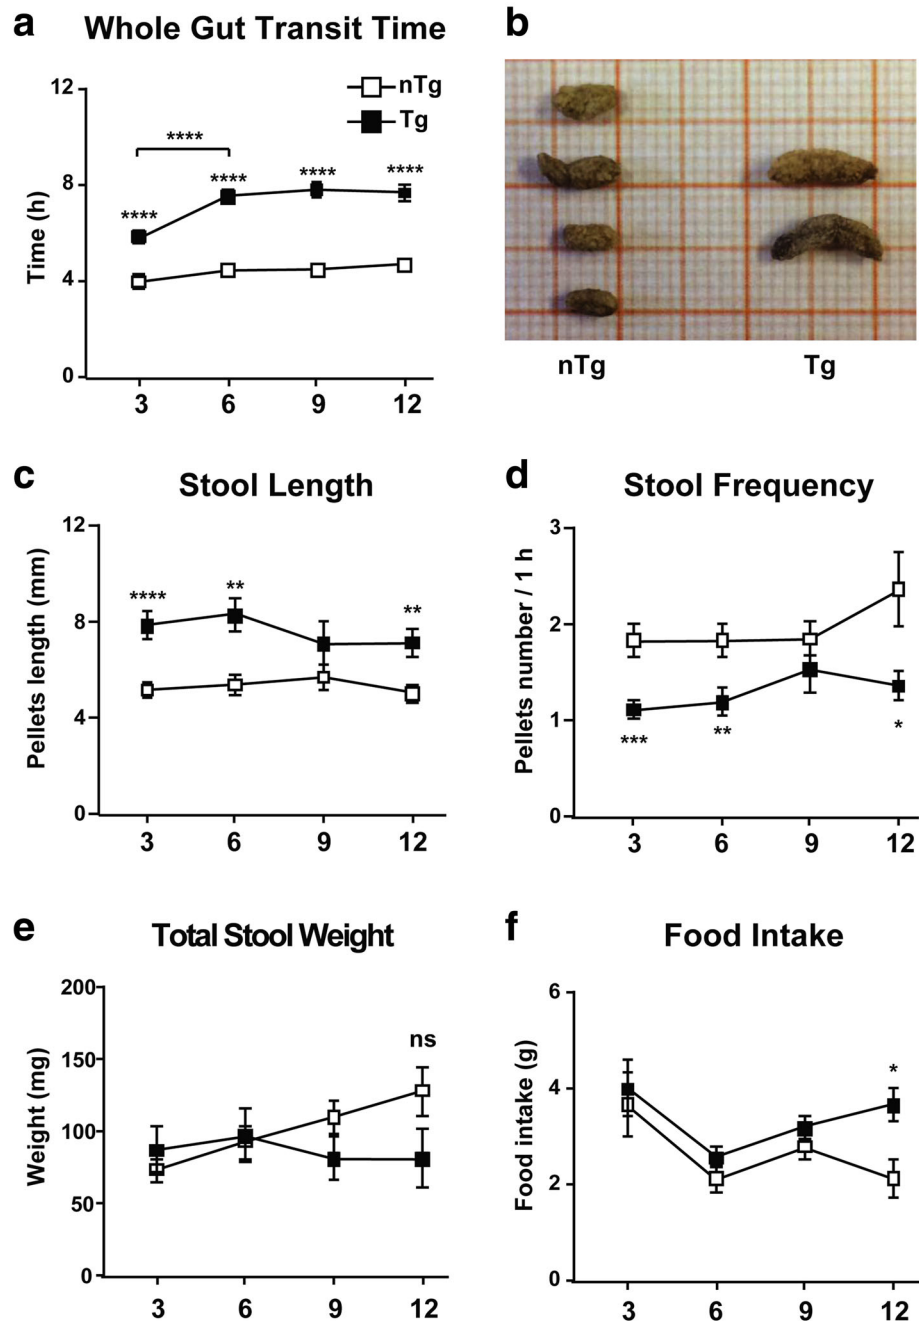 a Whole Gut Transit Time
12
8
4
0
Time (h)
nTg
Tg
****
****
****
****
****
3 6 9 12
b
nTg Tg
c Stool Length
12
8
4
0
Pellets length (mm)
****
**
**
3 6 9 12
d Stool Frequency
3
2
1
0
Pellets number / 1 h
***
**
*
3 6 9 12
e Total Stool Weight
200
150
100
50
0
Weight (mg)
ns
3 6 9 12
f Food Intake
6
4
2
0
Food intake (g)
*
3 6 9 12